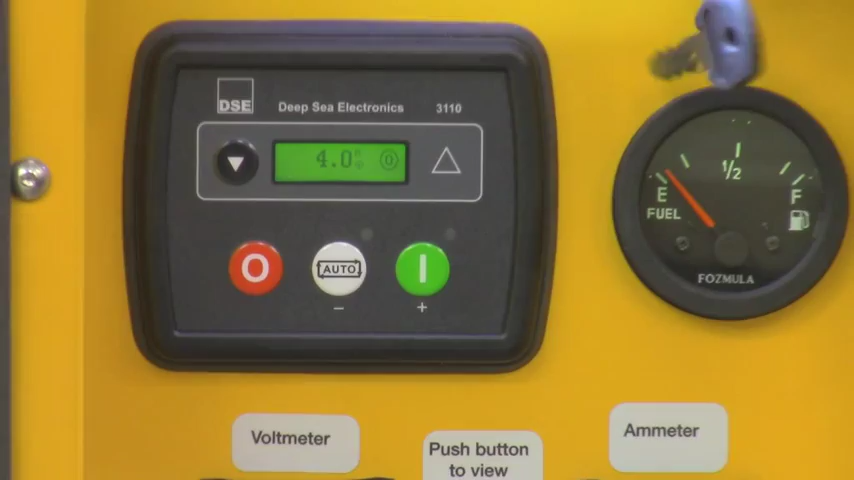 DSE
Deep Sea Electronics 3110
4.0
O
AUTO
I
−
+
1/2
E
F
FUEL
FOZMULA
Voltmeter
Push button
to view
Ammeter